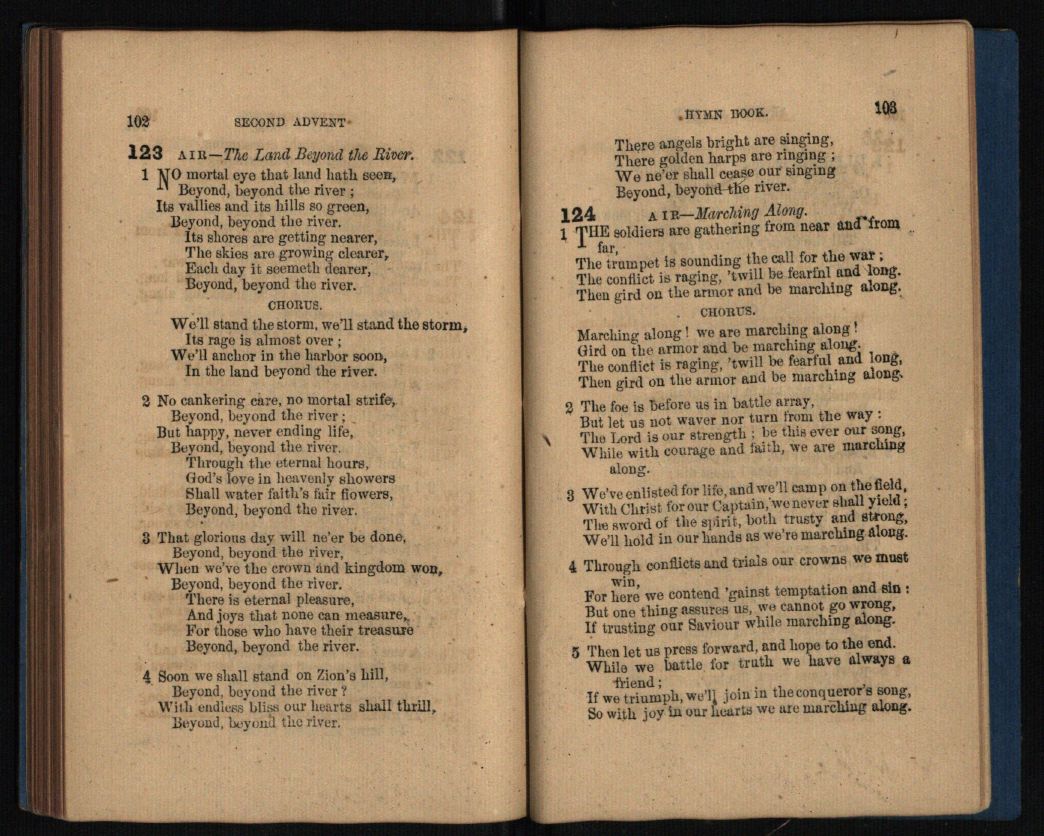 102 SECOND ADVENT
123 AIR—The Land Beyond the River.
1 NO mortal eye that land hath seen,
Beyond, beyond the river ;
Its vallies and its hills so green,
Beyond, beyond the river.
Its shores are getting nearer,
The skies are growing clearer,
Each day it seemeth dearer,
Beyond, beyond the river.
CHORUS.
We'll stand the storm, we'll stand the storm,
Its rage is almost over ;
We'll anchor in the harbor soon,
In the land beyond the river.
2 No cankering care, no mortal strife,
Beyond, beyond the river ;
But happy, never ending life,
Beyond, beyond the river.
Through the eternal hours,
God's love in heavenly showers
Shall water faith's fair flowers,
Beyond, beyond the river.
3 That glorious day will ne'er be done,
Beyond, beyond the river,
When we've the crown and kingdom won,
Beyond, beyond the river.
There is eternal pleasure,
And joys that none can measure,
For those who have their treasure
Beyond, beyond the river.
4 Soon we shall stand on Zion's hill,
Beyond, beyond the river ?
With endless bliss our hearts shall thrill,
Beyond, beyond the river.
HYMN BOOK. 103
There angels bright are singing,
There golden harps are ringing ;
We ne'er shall cease our singing
Beyond, beyond the river.
124 AIR—Marching Along.
1 THE soldiers are gathering from near and from
far,
The trumpet is sounding the call for the war ;
The conflict is raging, 'twill be fearful and long.
Then gird on the armor and be marching along.
CHORUS.
Marching along ! we are marching along !
Gird on the armor and be marching along.
The conflict is raging, 'twill be fearful and long,
Then gird on the armor and be marching along.
2 The foe is before us in battle array,
But let us not waver nor turn from the way :
The Lord is our strength ; be this ever our song,
While with courage and faith, we are marching
along.
3 We've enlisted for life, and we'll camp on the field,
With Christ for our Captain, we never shall yield ;
The sword of the spirit, both trusty and strong,
We'll hold in our hands as we're marching along.
4 Through conflicts and trials our crowns we must
win,
For here we contend 'gainst temptation and sin :
But one thing assures us, we cannot go wrong,
If trusting our Saviour while marching along.
5 Then let us press forward, and hope to the end.
While we battle for truth we have always a
friend ;
If we triumph, we'll join in the conqueror's song,
So with joy in our hearts we are marching along.